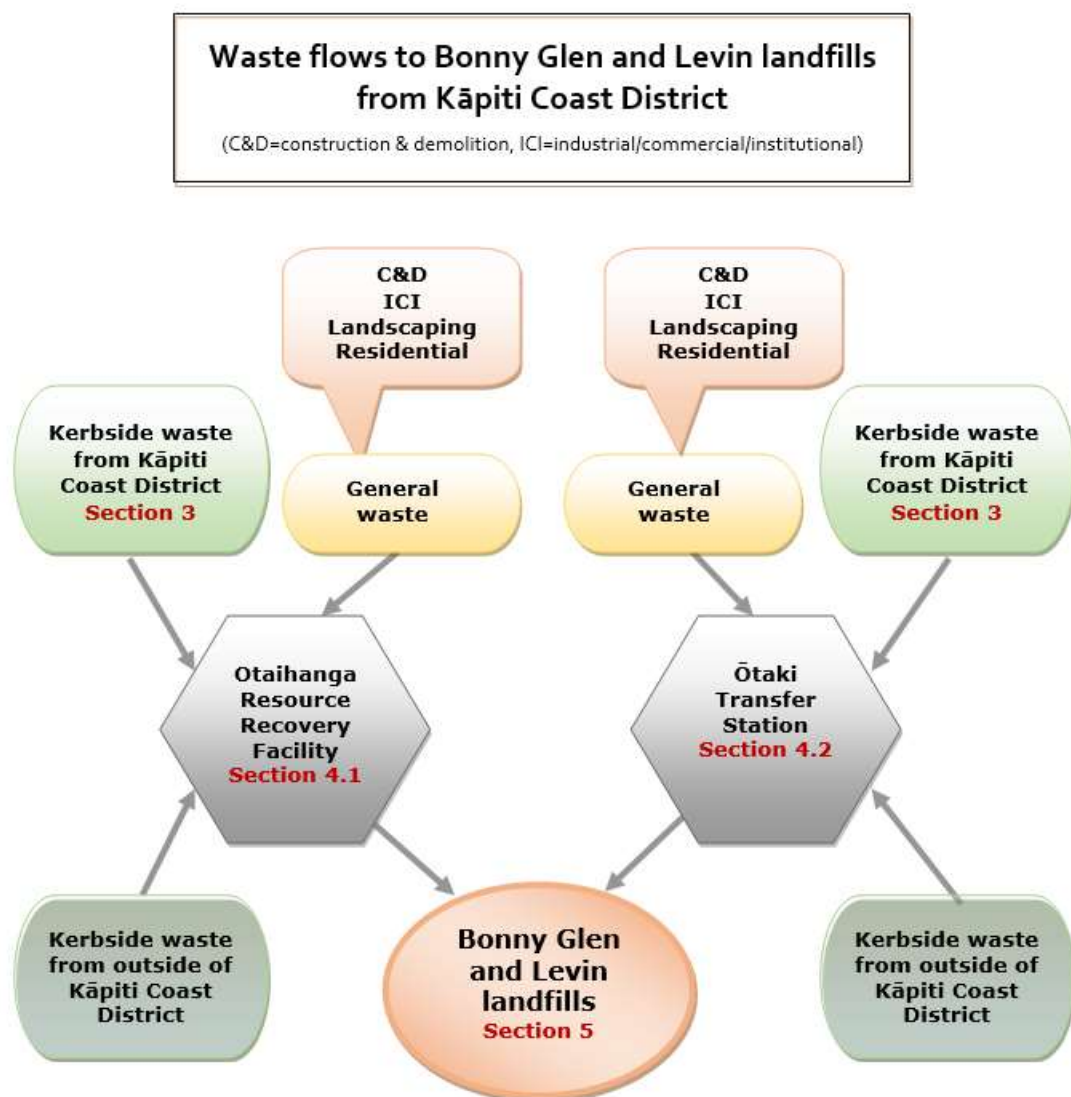 Waste flows to Bonny Glen and Levin landfills
from Kāpiti Coast District
(C&D=construction & demolition, ICI=industrial/commercial/institutional)
C&D
ICI
Landscaping
Residential
C&D
ICI
Landscaping
Residential
Kerbside waste
from Kāpiti
Coast District
Section 3
General
waste
General
waste
Kerbside waste
from Kāpiti
Coast District
Section 3
Otaihanga
Resource
Recovery
Facility
Section 4.1
Ōtaki
Transfer
Station
Section 4.2
Kerbside waste
from outside of
Kāpiti Coast
District
Bonny Glen
and Levin
landfills
Section 5
Kerbside waste
from outside of
Kāpiti Coast
District